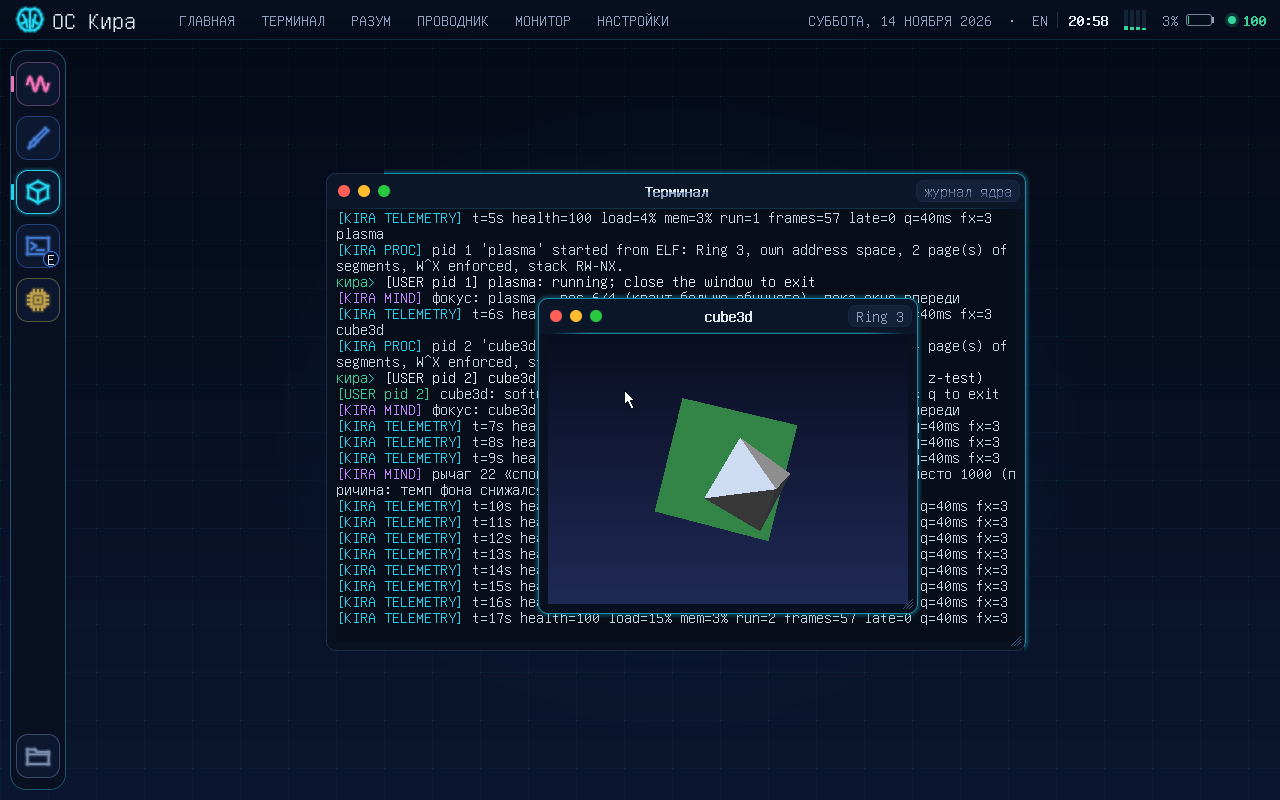 ОС Кира
ГЛАВНАЯ ТЕРМИНАЛ РАЗУМ ПРОВОДНИК МОНИТОР НАСТРОЙКИ
СУББОТА, 14 НОЯБРЯ 2026 · EN 20:58 3% 100
E
Терминал
журнал ядра
[KIRA TELEMETRY] t=5s health=100 load=4% mem=3% run=1 frames=57 late=0 q=40ms fx=3
plasma
[KIRA PROC] pid 1 'plasma' started from ELF: Ring 3, own address space, 2 page(s) of
segments, W^X enforced, stack RW-NX.
кира> [USER pid 1] plasma: running; close the window to exit
[KIRA MIND] фокус: plasma
[KIRA TELEMETRY] t=6s =40ms fx=3
cube3d
[KIRA PROC] pid 2 'cube3d page(s) of
segments, W^X enforced,
кира> [USER pid 2] cube3d z-test)
[USER pid 2] cube3d: q to exit
[KIRA MIND] фокус: cube3d
[KIRA TELEMETRY] t=7s =40ms fx=3
[KIRA TELEMETRY] t=8s =40ms fx=3
[KIRA TELEMETRY] t=9s =40ms fx=3
[KIRA MIND] рычаг 22 1000 (п
ричина: темп фона снижалс
[KIRA TELEMETRY] t=10s q=40ms fx=3
[KIRA TELEMETRY] t=11s q=40ms fx=3
[KIRA TELEMETRY] t=12s q=40ms fx=3
[KIRA TELEMETRY] t=13s q=40ms fx=3
[KIRA TELEMETRY] t=14s q=40ms fx=3
[KIRA TELEMETRY] t=15s q=40ms fx=3
[KIRA TELEMETRY] t=16s q=40ms fx=3
[KIRA TELEMETRY] t=17s health=100 load=15% mem=3% run=2 frames=57 late=0 q=40ms fx=3
cube3d
Ring 3